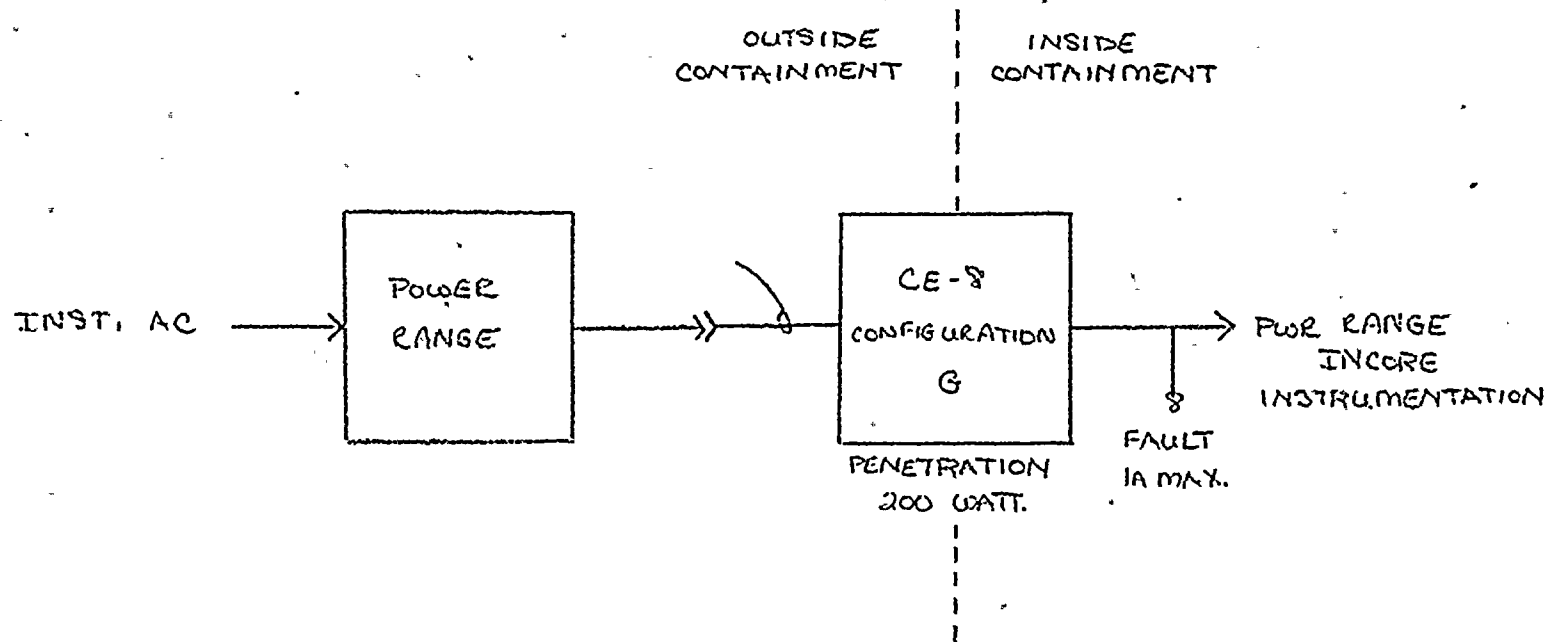 OUTSIDE
CONTAINMENT
INSIDE
CONTAINMENT
INST. AC
POWER
RANGE
CE-8
CONFIGURATION
G
PWR RANGE
INCORE
INSTRUMENTATION
FAULT
1A MAX.
PENETRATION
200 WATT.